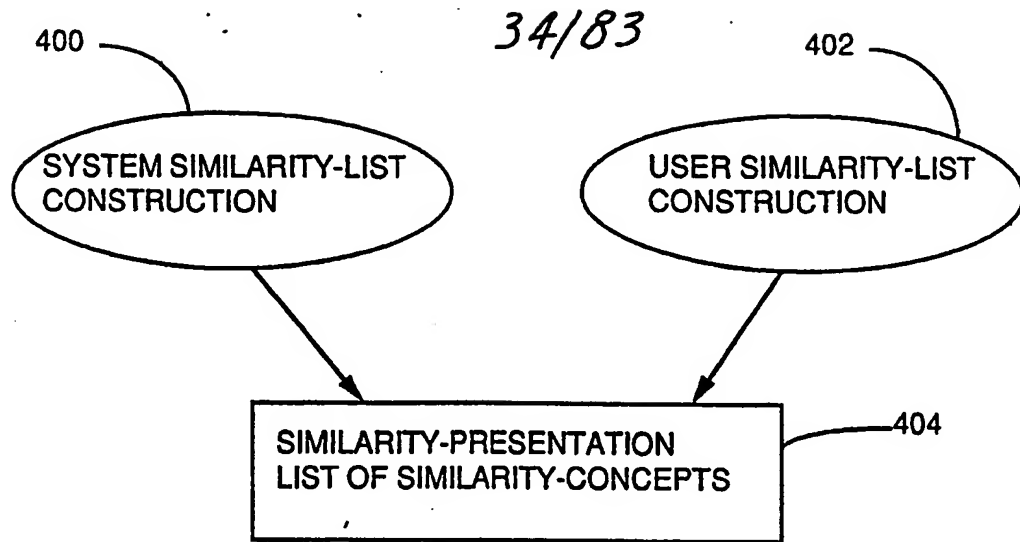 34/83
400
402
SYSTEM SIMILARITY-LIST
CONSTRUCTION
USER SIMILARITY-LIST
CONSTRUCTION
SIMILARITY-PRESENTATION
LIST OF SIMILARITY-CONCEPTS
404